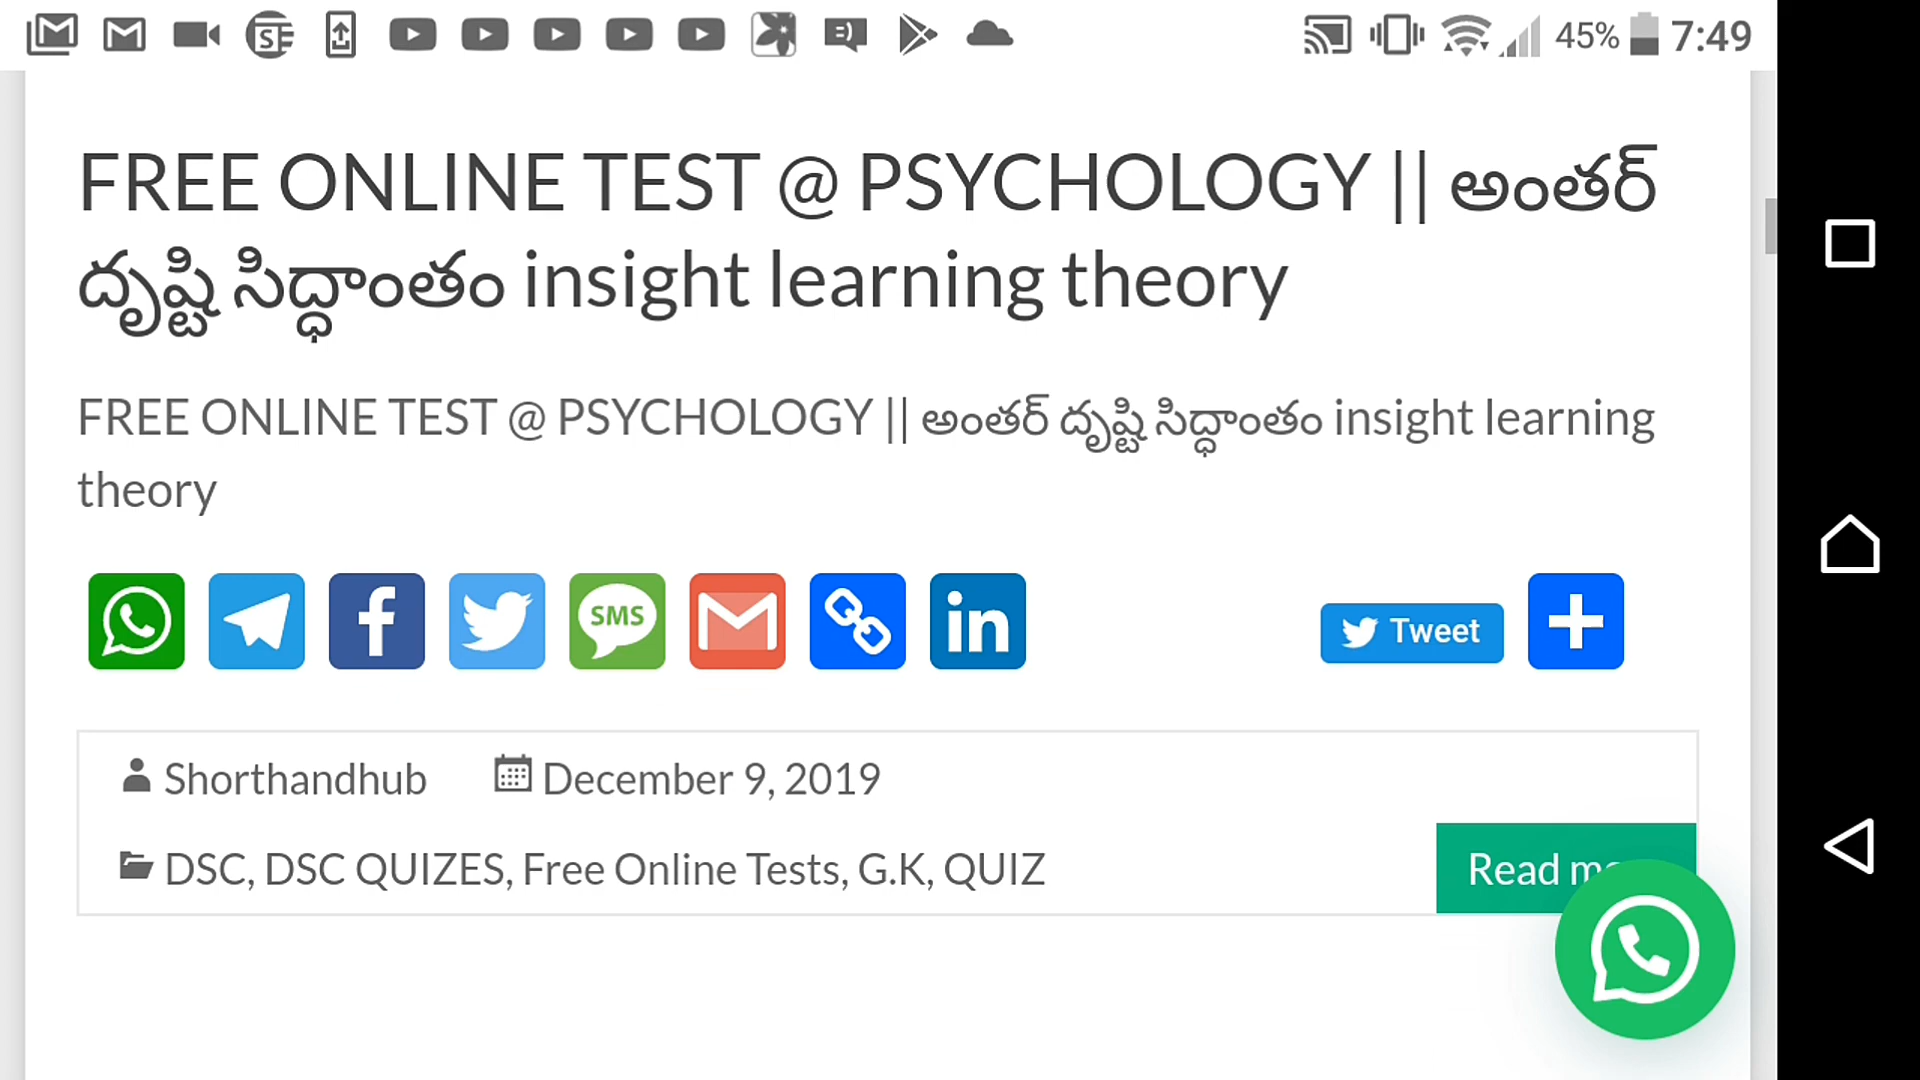 45% 7:49
FREE ONLINE TEST @ PSYCHOLOGY || అంతర్
దృష్టి సిద్ధాంతం insight learning theory
FREE ONLINE TEST @ PSYCHOLOGY || అంతర్ దృష్టి సిద్ధాంతం insight learning
theory
SMS in Tweet
Shorthandhub December 9, 2019
DSC, DSC QUIZES, Free Online Tests, G.K, QUIZ
Read